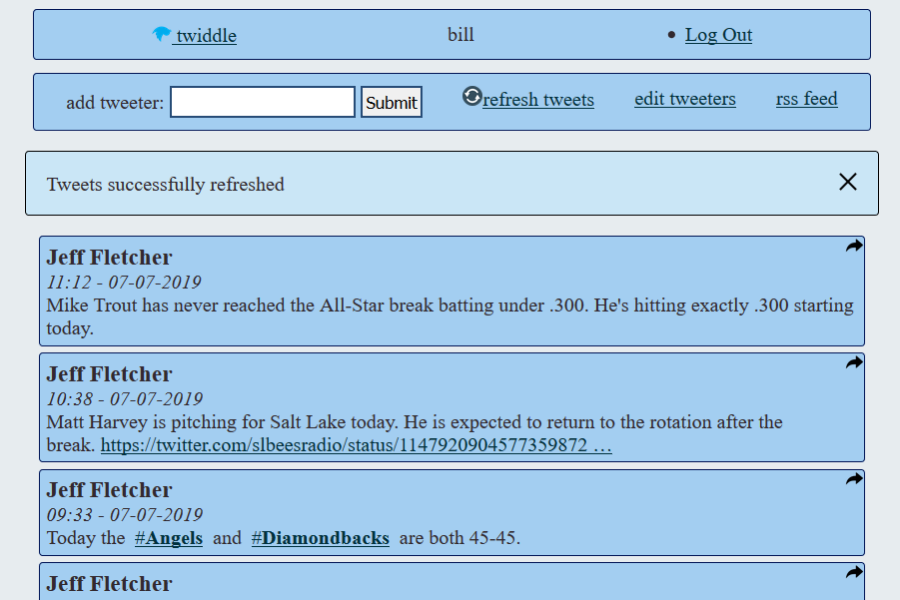 twiddle bill Log Out
add tweeter: Submit refresh tweets edit tweeters rss feed
Tweets successfully refreshed
Jeff Fletcher
11:12 - 07-07-2019
Mike Trout has never reached the All-Star break batting under .300. He's hitting exactly .300 starting
today.
Jeff Fletcher
10:38 - 07-07-2019
Matt Harvey is pitching for Salt Lake today. He is expected to return to the rotation after the
break. https://twitter.com/slbeesradio/status/1147920904577359872 …
Jeff Fletcher
09:33 - 07-07-2019
Today the #Angels and #Diamondbacks are both 45-45.
Jeff Fletcher